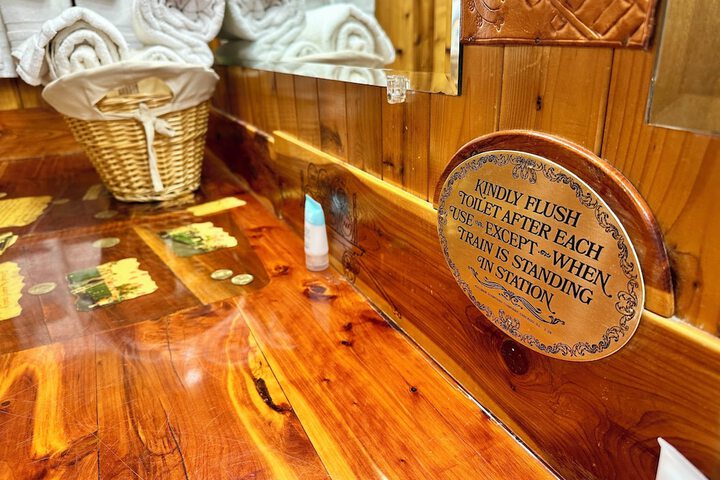 KINDLY FLUSH
TOILET AFTER EACH
USE EXCEPT WHEN
TRAIN IS STANDING
IN STATION